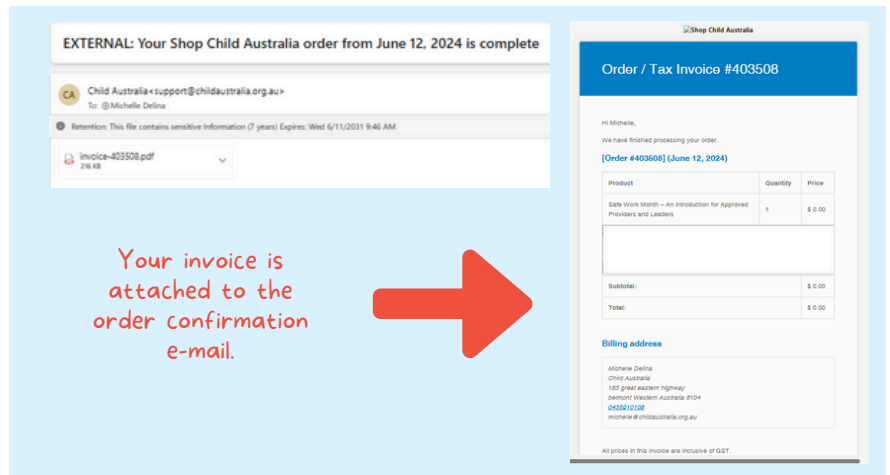 EXTERNAL: Your Shop Child Australia order from June 12, 2024 is complete
CA
Child Australia<support@childaustralia.org.au>
To: Michelle Delina
Retention: This file contains sensitive Information (7 years) Expires: Wed 6/11/2031 9:46 AM
invoice-403508.pdf
216 KB
Your invoice is
attached to the
order confirmation
e-mail.
Shop Child Australia
Order / Tax Invoice #403508
Hi Michelle,
We have finished processing your order.
[Order #403508] (June 12, 2024)
Product Quantity Price
Safe Work Month – An introduction for Approved
Providers and Leaders
1 $ 0.00
Subtotal: $ 0.00
Total: $ 0.00
Billing address
Michelle Delina
Child Australia
183 great eastern highway
belmont Western Australia 6104
0435910108
michelle@childaustralia.org.au
All prices in this invoice are inclusive of GST.